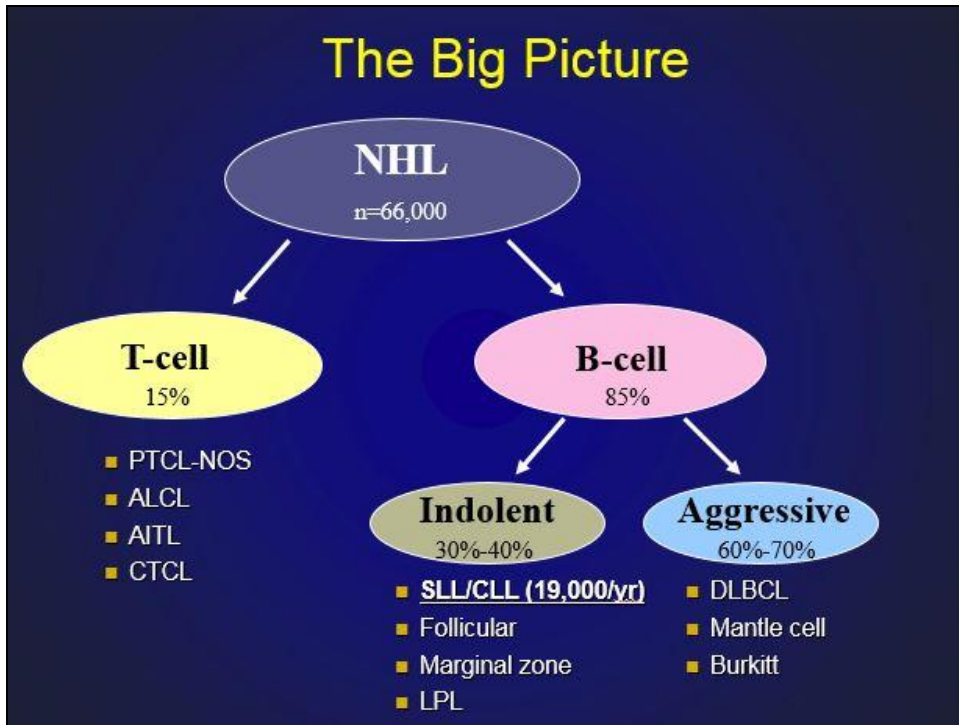 The Big Picture
NHL
n=66,000
T-cell
15%
B-cell
85%
PTCL-NOS
ALCL
AITL
CTCL
Indolent
30%-40%
SLL/CLL (19,000/yr)
Follicular
Marginal zone
LPL
Aggressive
60%-70%
DLBCL
Mantle cell
Burkitt